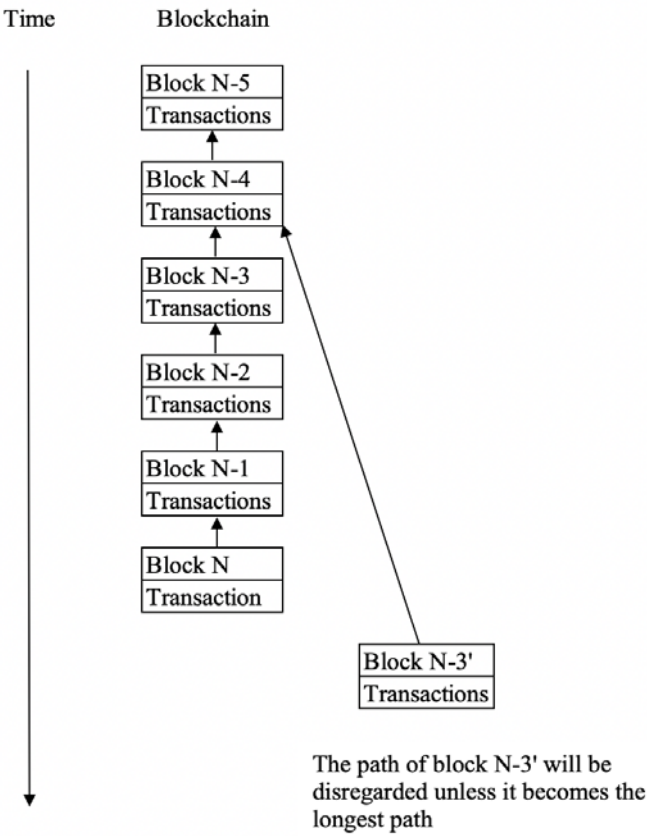 Time
Blockchain
Block N-5
Transactions
Block N-4
Transactions
Block N-3
Transactions
Block N-2
Transactions
Block N-1
Transactions
Block N
Transaction
Block N-3'
Transactions
The path of block N-3' will be
disregarded unless it becomes the
longest path